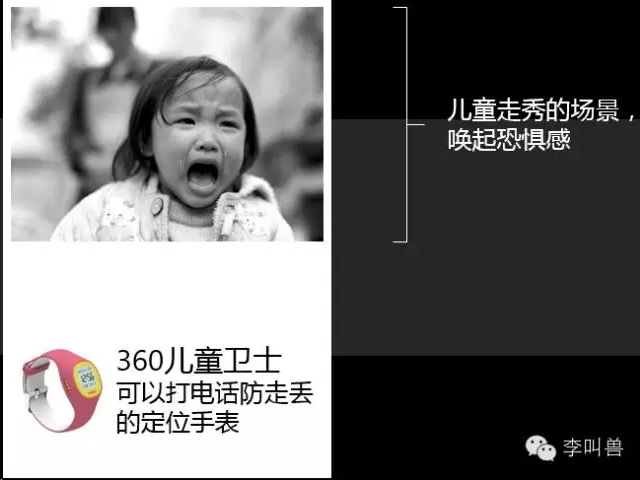 儿童走秀的场景，
唤起恐惧感
360儿童卫士
可以打电话防走丢
的定位手表
李叫兽